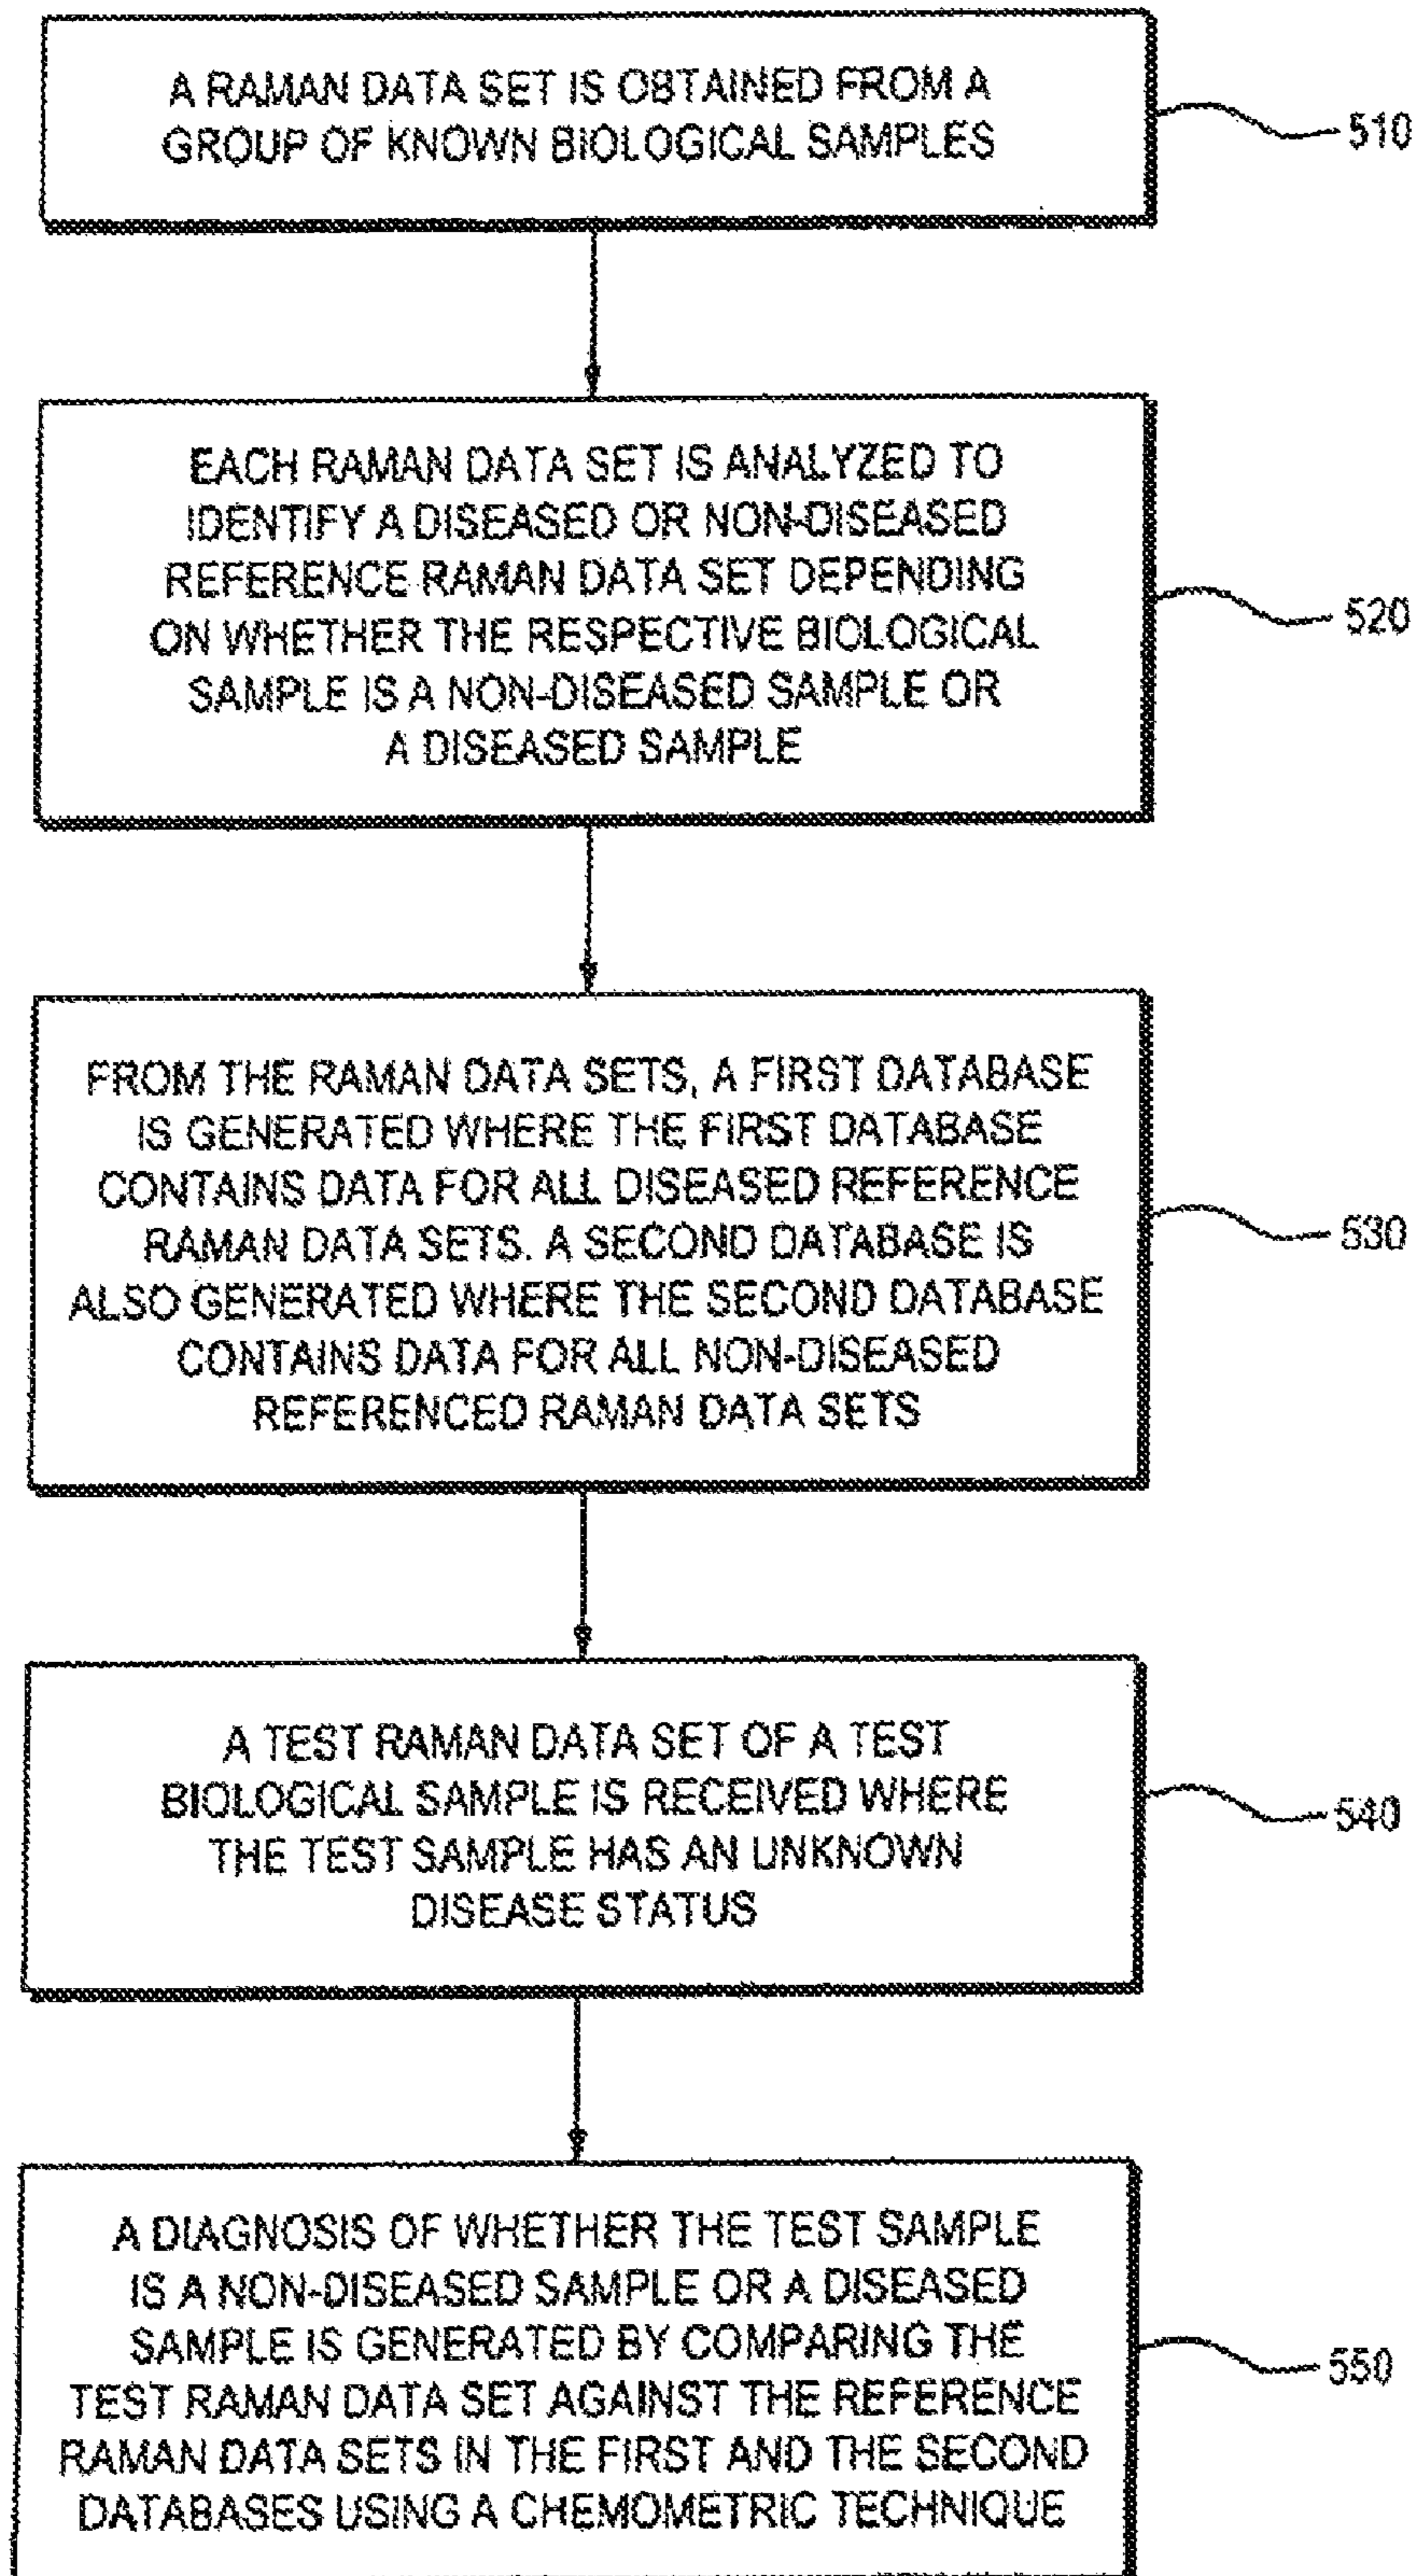 A RAMAN DATA SET IS OBTAINED FROM A
GROUP OF KNOWN BIOLOGICAL SAMPLES
510
EACH RAMAN DATA SET IS ANALYZED TO
IDENTIFY A DISEASED OR NON-DISEASED
REFERENCE RAMAN DATA SET DEPENDING
ON WHETHER THE RESPECTIVE BIOLOGICAL
SAMPLE IS A NON-DISEASED SAMPLE OR
A DISEASED SAMPLE
520
FROM THE RAMAN DATA SETS, A FIRST DATABASE
IS GENERATED WHERE THE FIRST DATABASE
CONTAINS DATA FOR ALL DISEASED REFERENCE
RAMAN DATA SETS. A SECOND DATABASE IS
ALSO GENERATED WHERE THE SECOND DATABASE
CONTAINS DATA FOR ALL NON-DISEASED
REFERENCED RAMAN DATA SETS
530
A TEST RAMAN DATA SET OF A TEST
BIOLOGICAL SAMPLE IS RECEIVED WHERE
THE TEST SAMPLE HAS AN UNKNOWN
DISEASE STATUS
540
A DIAGNOSIS OF WHETHER THE TEST SAMPLE
IS A NON-DISEASED SAMPLE OR A DISEASED
SAMPLE IS GENERATED BY COMPARING THE
TEST RAMAN DATA SET AGAINST THE REFERENCE
RAMAN DATA SETS IN THE FIRST AND THE SECOND
DATABASES USING A CHEMOMETRIC TECHNIQUE
550